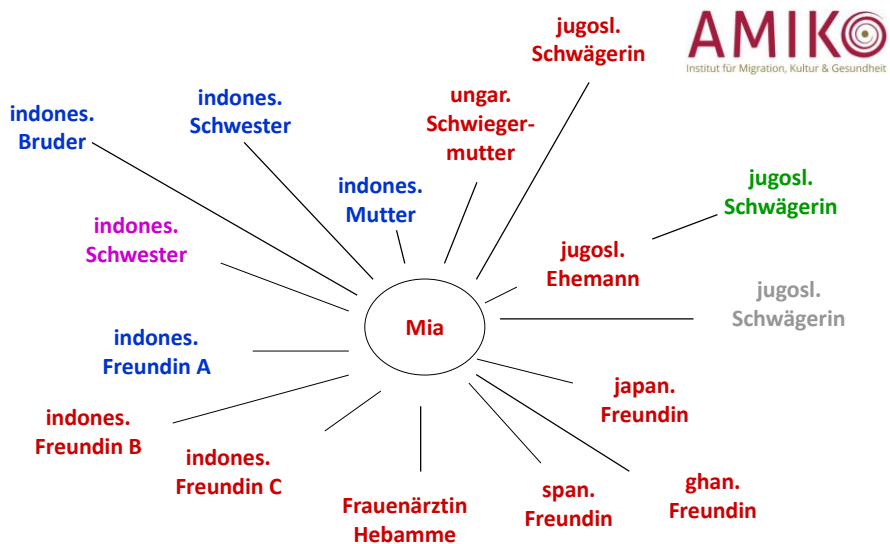 AMIKO
Institut für Migration, Kultur & Gesundheit
jugosl.
Schwägerin
ungar.
Schwieger-
mutter
indones.
Schwester
indones.
Bruder
indones.
Mutter
jugosl.
Schwägerin
indones.
Schwester
jugosl.
Ehemann
jugosl.
Schwägerin
Mia
indones.
Freundin A
japan.
Freundin
indones.
Freundin B
indones.
Freundin C
Frauenärztin
Hebamme
span.
Freundin
ghan.
Freundin